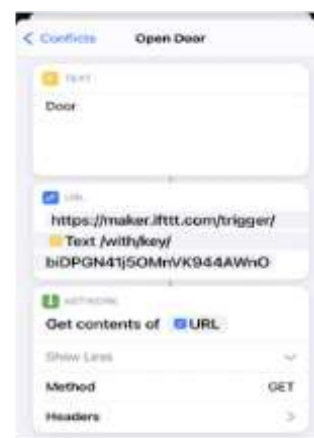 Conflicts Open Door
TEXT
Door
URL
https://maker.ifttt.com/trigger/
Text /with/key/
biDPGN41j5OMnVK944AWnO
NETWORK
Get contents of URL
Show Less
Method GET
Headers